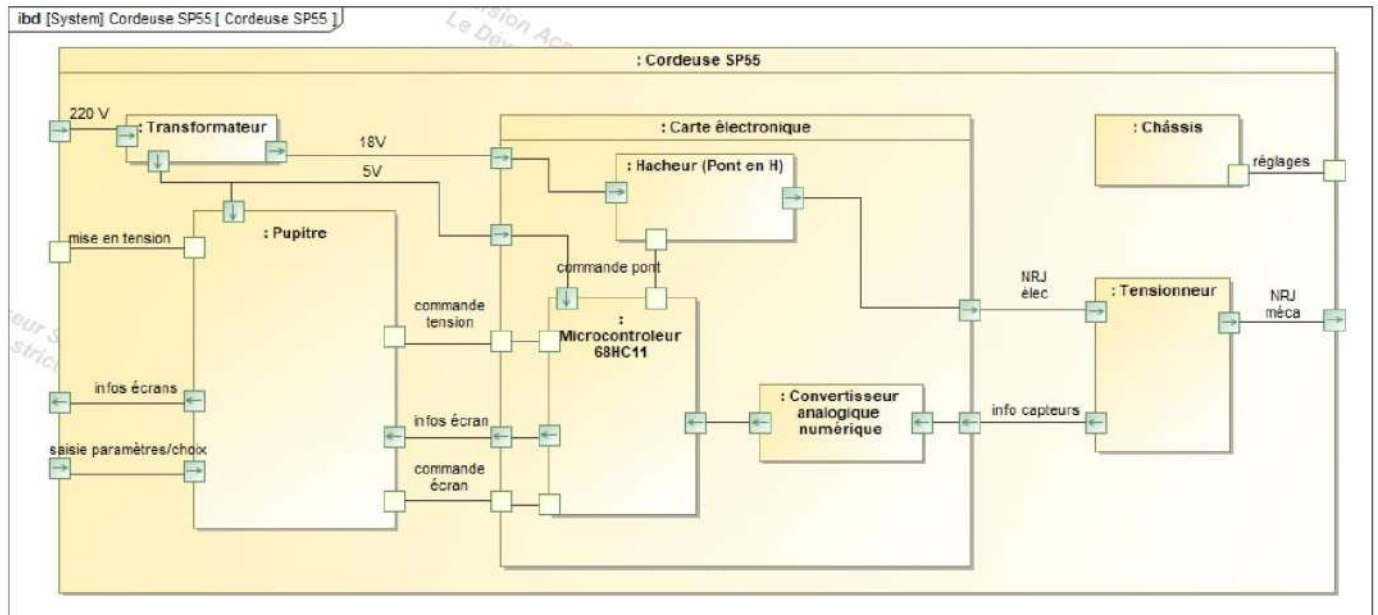 ibd [System] Cordeuse SP55 [ Cordeuse SP55 ]
: Cordeuse SP55
220 V
: Transformateur
18V
5V
: Carte électronique
: Châssis
réglages
: Hacheur (Pont en H)
mise en tension
: Pupitre
commande pont
commande
tension
:
Microcontroleur
68HC11
NRJ
élec
: Tensionneur
NRJ
méca
infos écrans
infos écran
: Convertisseur
analogique
numérique
info capteurs
saisie paramètres/choix
commande
écran